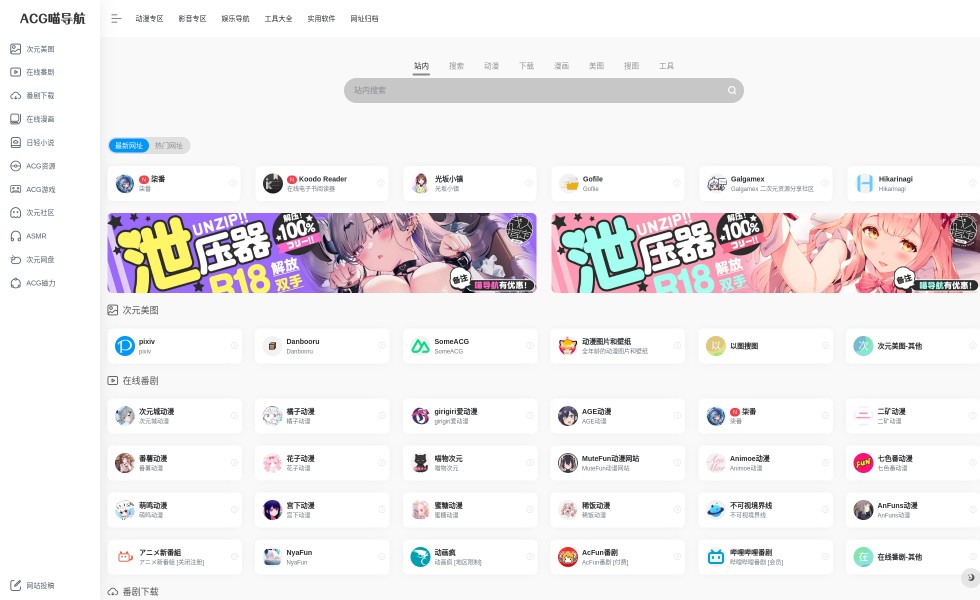 ACG喵导航
动漫专区 影音专区 娱乐导航 工具大全 实用软件 网址归档
次元美图
在线番剧
番剧下载
在线漫画
日轻小说
ACG资源
ACG游戏
次元社区
ASMR
次元网盘
ACG磁力
网站投稿
站内 搜索 动漫 下载 漫画 美图 搜图 工具
站内搜索
最新网址 热门网址
柒番
柒番
Koodo Reader
在线电子书阅读器
光坂小镇
光坂小镇
Gofile
Gofile
Galgamex
Galgamex 二次元资源分享社区
Hikarinagi
Hikarinagi
UNZIP!!
泄压器
解压!
+100%
フリー!!
R18 解放双手
备注
喵导航有优惠!
UNZIP!!
泄压器
解压!
+100%
フリー!!
R18 解放双手
备注
喵导航有优惠!
次元美图
pixiv
pixiv
Danbooru
Danbooru
SomeACG
SomeACG
动漫图片和壁纸
全年龄的动漫图片和壁纸
以
以图搜图
次
次元美图-其他
在线番剧
次元城动漫
次元城动漫
橘子动漫
橘子动漫
girigiri爱动漫
girigiri爱动漫
AGE动漫
AGE动漫
柒番
柒番
二矿动漫
二矿动漫
番薯动漫
番薯动漫
花子动漫
花子动漫
喵物次元
喵物次元
MuteFun动漫网站
MuteFun动漫网站
Animoe动漫
Animoe动漫
FUN
七色番动漫
七色番动漫
萌鸣动漫
萌鸣动漫
宫下动漫
宫下动漫
蜜糖动漫
蜜糖动漫
稀饭动漫
稀饭动漫
不可视境界线
不可视境界线
AnFuns动漫
AnFuns动漫
アニメ新番組
アニメ新番組 [关闭注册]
NyaFun
NyaFun
动画疯
动画疯 [地区限制]
AcFun番剧
AcFun番剧 [付费]
哔哩哔哩番剧
哔哩哔哩番剧 [会员]
在
在线番剧-其他
番剧下载